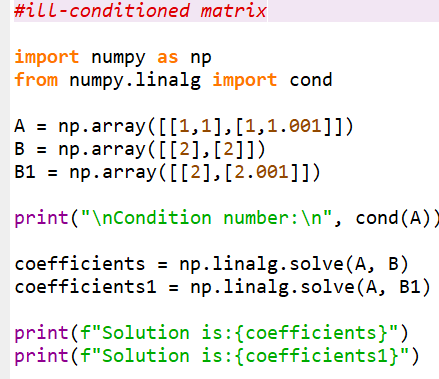 #ill-conditioned matrix
import numpy as np
from numpy.linalg import cond
A = np.array([[1,1],[1,1.001]])
B = np.array([[2],[2]])
B1 = np.array([[2],[2.001]])
print("\nCondition number:\n", cond(A))
coefficients = np.linalg.solve(A, B)
coefficients1 = np.linalg.solve(A, B1)
print(f"Solution is:{coefficients}")
print(f"Solution is:{coefficients1}")